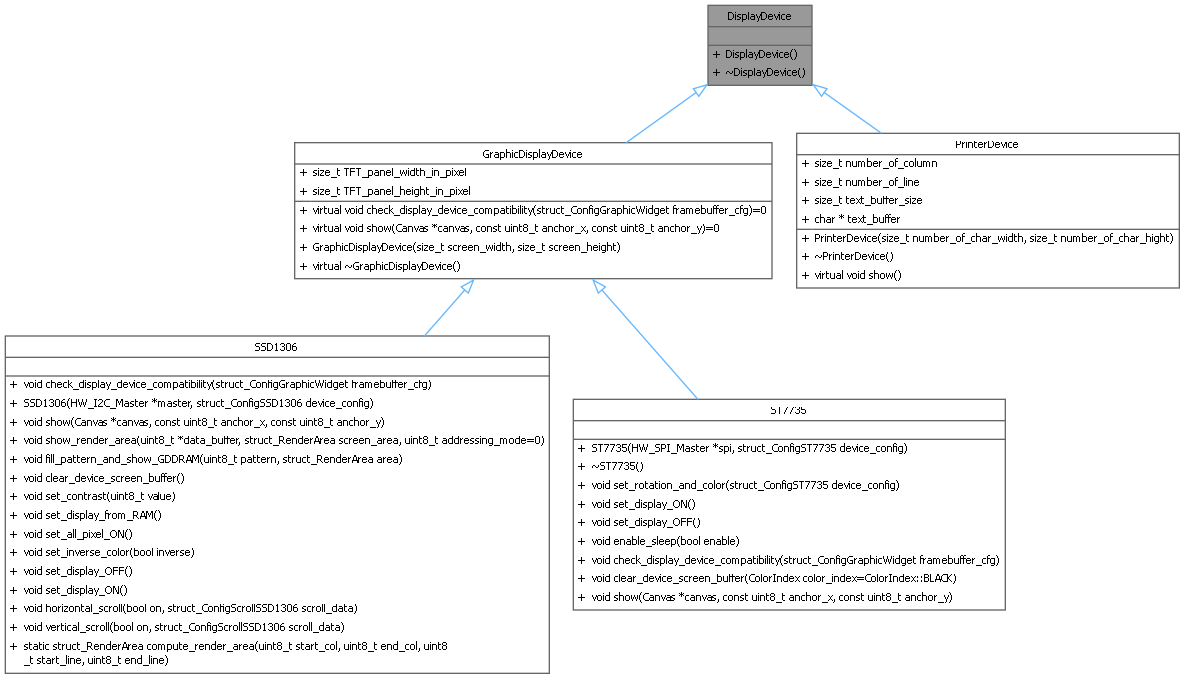 DisplayDevice
+ DisplayDevice()
+ ~DisplayDevice()
GraphicDisplayDevice
+ size_t TFT_panel_width_in_pixel
+ size_t TFT_panel_height_in_pixel
+ virtual void check_display_device_compatibility(struct_ConfigGraphicWidget framebuffer_cfg)=0
+ virtual void show(Canvas *canvas, const uint8_t anchor_x, const uint8_t anchor_y)=0
+ GraphicDisplayDevice(size_t screen_width, size_t screen_height)
+ virtual ~GraphicDisplayDevice()
PrinterDevice
+ size_t number_of_column
+ size_t number_of_line
+ size_t text_buffer_size
+ char * text_buffer
+ PrinterDevice(size_t number_of_char_width, size_t number_of_char_hight)
+ ~PrinterDevice()
+ virtual void show()
SSD1306
+ void check_display_device_compatibility(struct_ConfigGraphicWidget framebuffer_cfg)
+ SSD1306(HW_I2C_Master *master, struct_ConfigSSD1306 device_config)
+ void show(Canvas *canvas, const uint8_t anchor_x, const uint8_t anchor_y)
+ void show_render_area(uint8_t *data_buffer, struct_RenderArea screen_area, uint8_t addressing_mode=0)
+ void fill_pattern_and_show_GDDRAM(uint8_t pattern, struct_RenderArea area)
+ void clear_device_screen_buffer()
+ void set_contrast(uint8_t value)
+ void set_display_from_RAM()
+ void set_all_pixel_ON()
+ void set_inverse_color(bool inverse)
+ void set_display_OFF()
+ void set_display_ON()
+ void horizontal_scroll(bool on, struct_ConfigScrollSSD1306 scroll_data)
+ void vertical_scroll(bool on, struct_ConfigScrollSSD1306 scroll_data)
+ static struct_RenderArea compute_render_area(uint8_t start_col, uint8_t end_col, uint8
_t start_line, uint8_t end_line)
ST7735
+ ST7735(HW_SPI_Master *spi, struct_ConfigST7735 device_config)
+ ~ST7735()
+ void set_rotation_and_color(struct_ConfigST7735 device_config)
+ void set_display_ON()
+ void set_display_OFF()
+ void enable_sleep(bool enable)
+ void check_display_device_compatibility(struct_ConfigGraphicWidget framebuffer_cfg)
+ void clear_device_screen_buffer(ColorIndex color_index=ColorIndex::BLACK)
+ void show(Canvas *canvas, const uint8_t anchor_x, const uint8_t anchor_y)